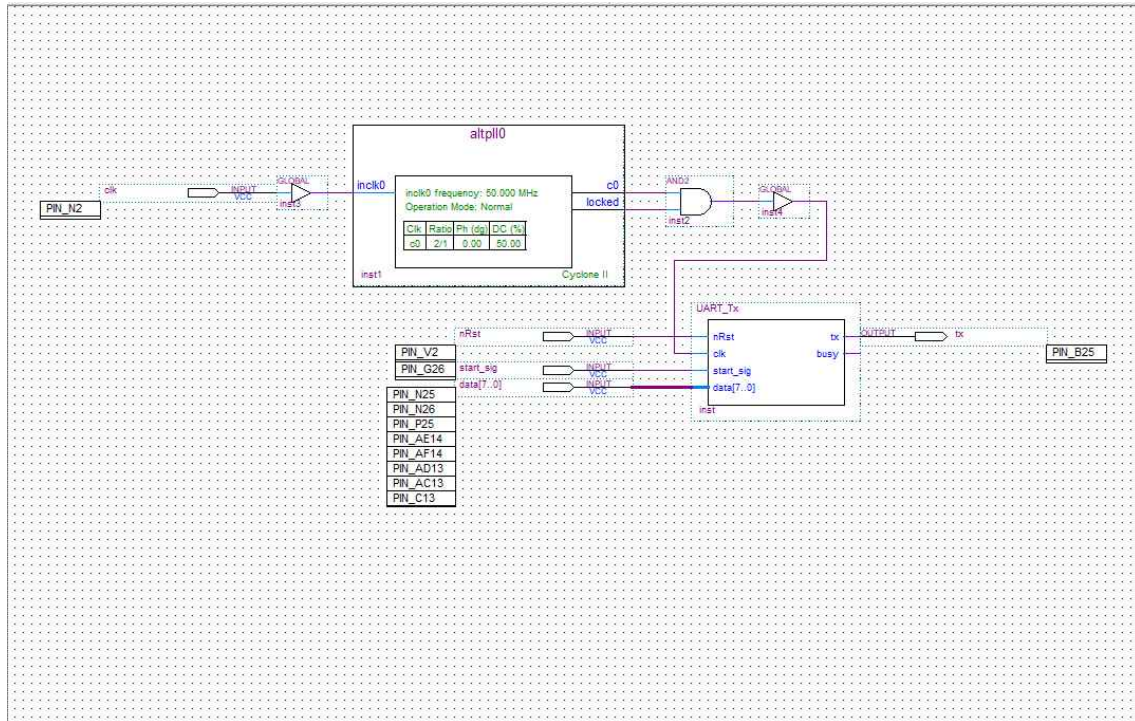 altpll0
clk INPUT VCC GLOBAL inst3
PIN_N2
inclk0
inclk0 frequency: 50.000 MHz
Operation Mode: Normal
Clk Ratio Ph (dg) DC (%)
c0 2/1 0.00 50.00
inst1 Cyclone II
c0
locked
AND2
inst2
GLOBAL
inst4
UART_Tx
nRst INPUT VCC nRst tx OUTPUT tx
PIN_V2 clk busy PIN_B25
PIN_G26 start_sig INPUT VCC start_sig
data[7..0] INPUT VCC data[7..0]
inst
PIN_N25
PIN_N26
PIN_P25
PIN_AE14
PIN_AF14
PIN_AD13
PIN_AC13
PIN_C13